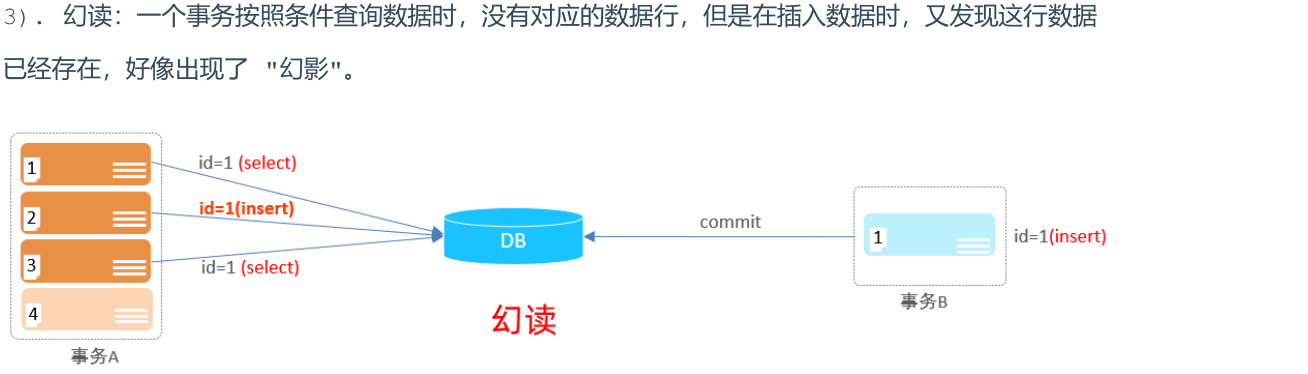 3). 幻读：一个事务按照条件查询数据时，没有对应的数据行，但是在插入数据时，又发现这行数据
已经存在，好像出现了 "幻影"。
1
id=1 (select)
2
id=1(insert)
3
id=1 (select)
4
事务A
DB
幻读
commit
1
id=1(insert)
事务B